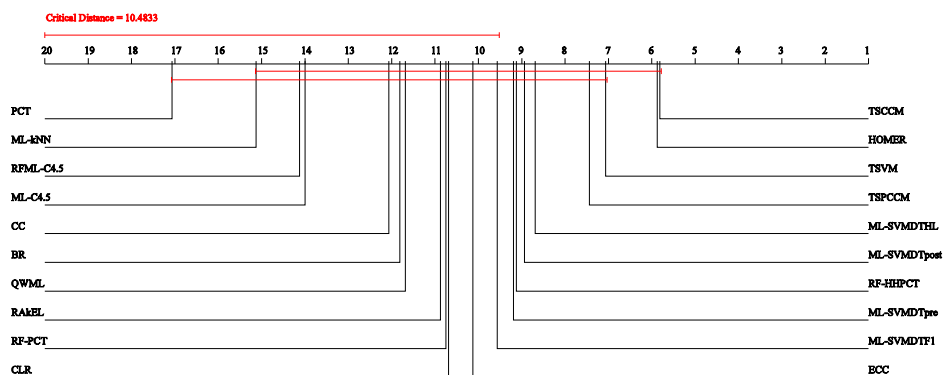 Critical Distance = 10.4833
20 19 18 17 16 15 14 13 12 11 10 9 8 7 6 5 4 3 2 1
PCT TSCCM
ML-kNN HOMER
RFML-C4.5 TSVM
ML-C4.5 TSPCCM
CC ML-SVMDTHL
BR ML-SVMDTpost
QWML RF-HHPCT
RAkEL ML-SVMDTpre
RF-PCT ML-SVMDTF1
CLR ECC